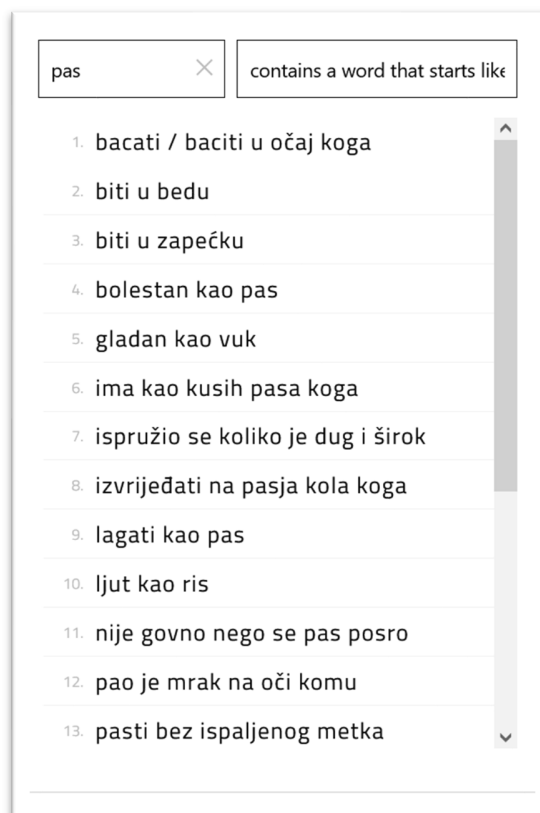 pas
contains a word that starts like
1. bacati / baciti u očaj koga
2. biti u bedu
3. biti u zapećku
4. bolestan kao pas
5. gladan kao vuk
6. ima kao kusih pasa koga
7. ispružio se koliko je dug i širok
8. izvrijeđati na pasja kola koga
9. lagati kao pas
10. ljut kao ris
11. nije govno nego se pas posro
12. pao je mrak na oči komu
13. pasti bez ispaljenog metka